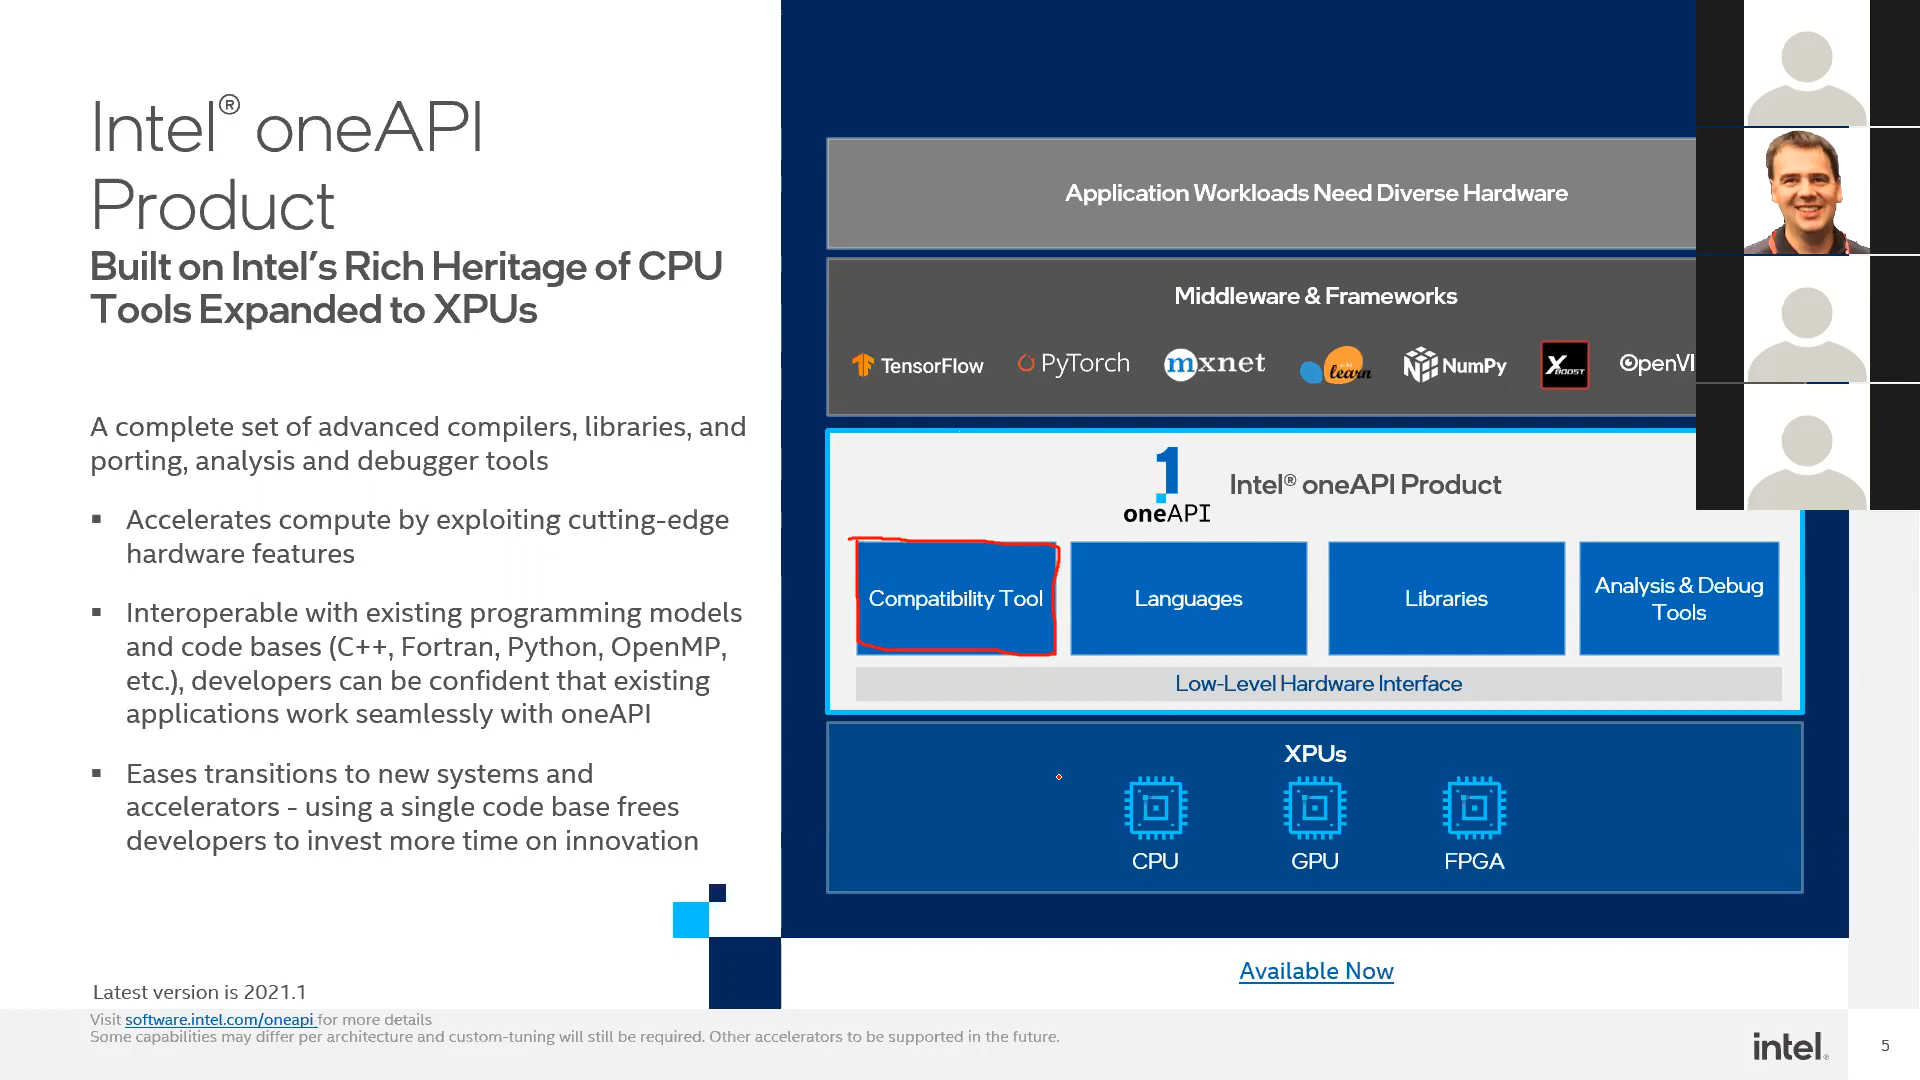 Intel® oneAPI
Product
Built on Intel's Rich Heritage of CPU
Tools Expanded to XPUs
A complete set of advanced compilers, libraries, and
porting, analysis and debugger tools
▪ Accelerates compute by exploiting cutting-edge
hardware features
▪ Interoperable with existing programming models
and code bases (C++, Fortran, Python, OpenMP,
etc.), developers can be confident that existing
applications work seamlessly with oneAPI
▪ Eases transitions to new systems and
accelerators - using a single code base frees
developers to invest more time on innovation
Latest version is 2021.1
Visit software.intel.com/oneapi for more details
Some capabilities may differ per architecture and custom-tuning will still be required. Other accelerators to be supported in the future.
Application Workloads Need Diverse Hardware
Middleware & Frameworks
TensorFlow PyTorch mxnet learn NumPy XBOOST OpenVI
1
oneAPI
Intel® oneAPI Product
Compatibility Tool
Languages
Libraries
Analysis & Debug
Tools
Low-Level Hardware Interface
XPUs
CPU GPU FPGA
Available Now
intel.
5